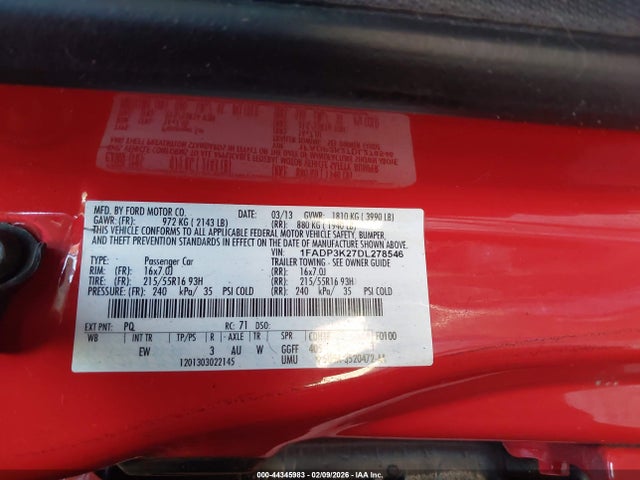 MFD. BY FORD MOTOR CO. 03/13 GVWR: 1810 KG ( 3990 LB)
GAWR: (FR): 972 KG ( 2143 LB) (RR): 880 KG ( 1940 LB)
THIS VEHICLE CONFORMS TO ALL APPLICABLE FEDERAL MOTOR VEHICLE SAFETY, BUMPER,
AND THEFT PREVENTION STANDARDS IN EFFECT ON THE DATE OF MANUFACTURE SHOWN ABOVE.
VIN: 1FADP3K27DL278546
TYPE: Passenger Car TRAILER TOWING - SEE OWNER GUIDE
RIM: (FR): 16x7.0J (RR): 16x7.0J
TIRE: (FR): 215/55R16 93H (RR): 215/55R16 93H
PRESSURE: (FR): 240 kPa/ 35 PSI COLD (RR): 240 kPa/ 35 PSI COLD
EXT PNT: PQ RC: 71 DSO: F0100
WB INT TR TP/PS R AXLE TR SPR
EW 3 AU W GGFF
1201303022145 UMU
000-44345983 - 02/09/2026 - IAAI.COM